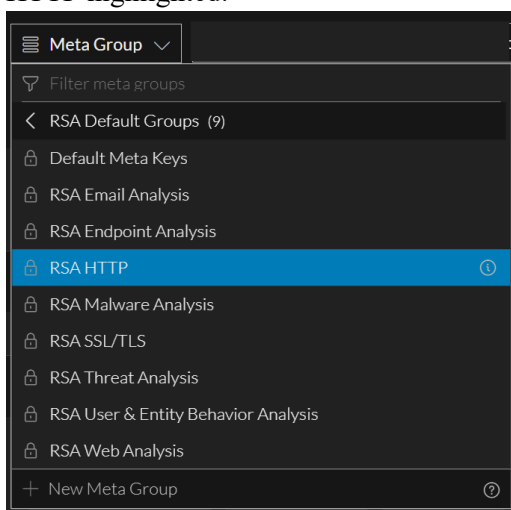 Meta Group
Filter meta groups
RSA Default Groups (9)
Default Meta Keys
RSA Email Analysis
RSA Endpoint Analysis
RSA HTTP
RSA Malware Analysis
RSA SSL/TLS
RSA Threat Analysis
RSA User & Entity Behavior Analysis
RSA Web Analysis
+ New Meta Group